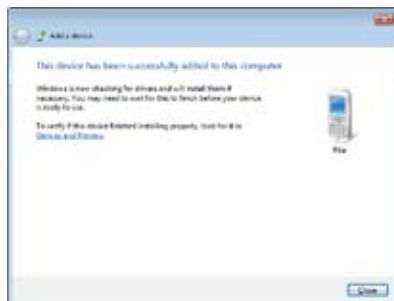 Add a device
This device has been successfully added to this computer
Windows is now checking for drivers and will install them if
necessary. You may need to wait for this to finish before your device
is ready to use.
To verify if this device finished installing properly, look for it in
Devices and Printers.
Close